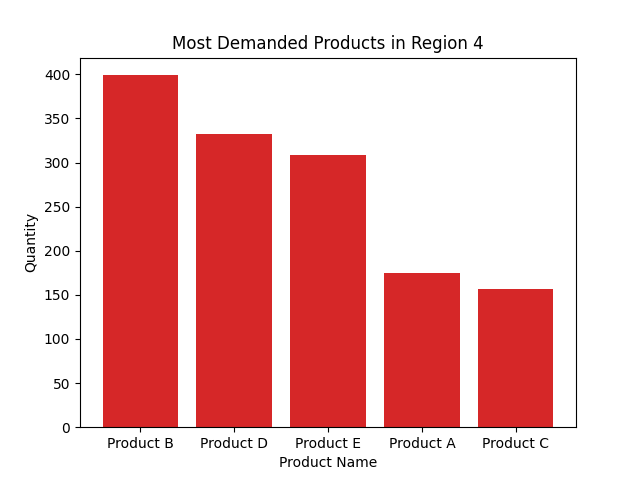 Most Demanded Products in Region 4
400
350
300
250
200
150
100
50
0
Quantity
Product B Product D Product E Product A Product C
Product Name